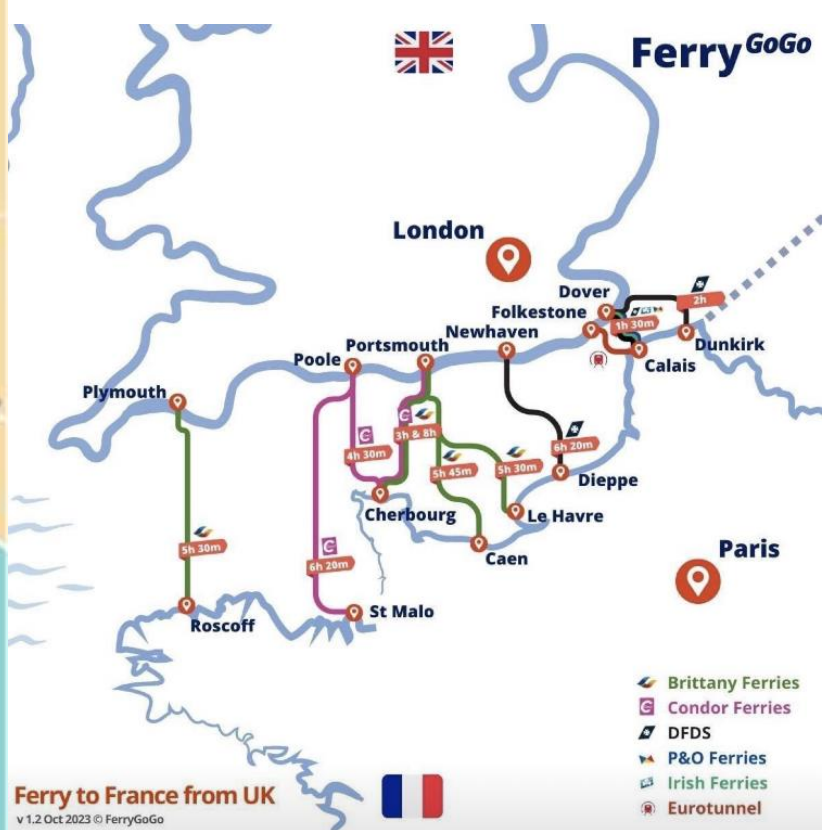 Ferry GoGo
London
Dover
2h
Folkestone
1h 30m
Newhaven
Dunkirk
Portsmouth
Calais
Poole
Plymouth
3h & 8h
4h 30m
6h 20m
5h 45m
5h 30m
Dieppe
Cherbourg
Le Havre
5h 30m
Caen
Paris
6h 20m
St Malo
Roscoff
Brittany Ferries
Condor Ferries
DFDS
P&O Ferries
Irish Ferries
Eurotunnel
Ferry to France from UK
v 1.2 Oct 2023 © FerryGoGo